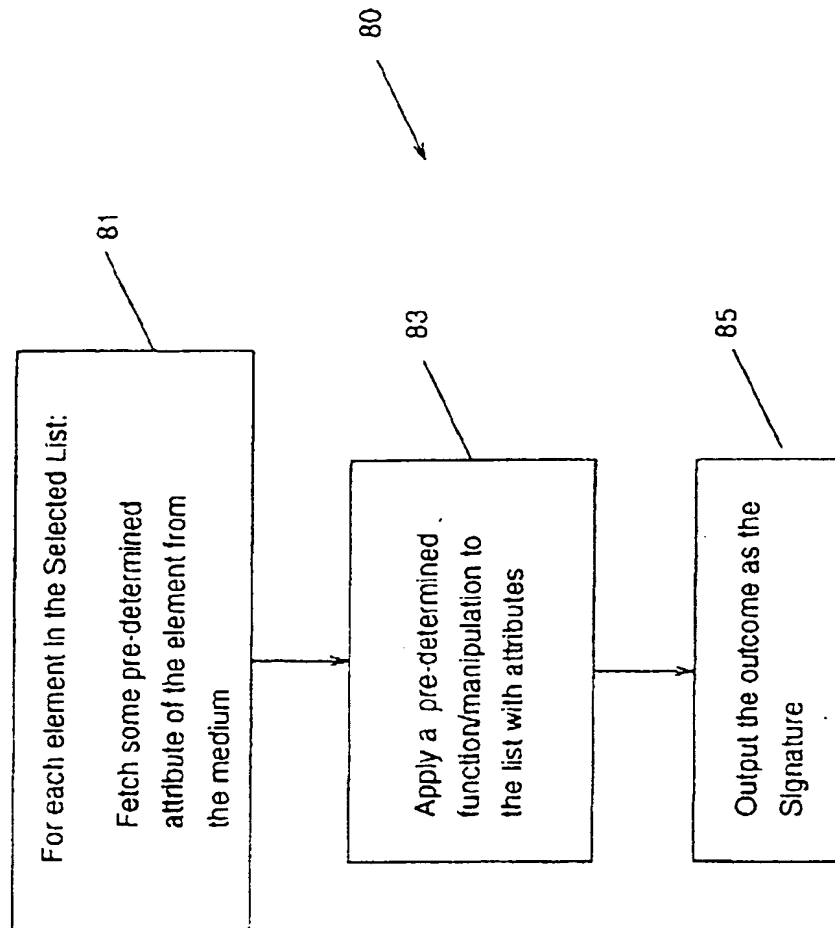 For each element in the Selected List:
Fetch some pre-determined
attribute of the element from
the medium
81
80
Apply a pre-determined
function/manipulation to
the list with attributes
83
Output the outcome as the
Signature
85